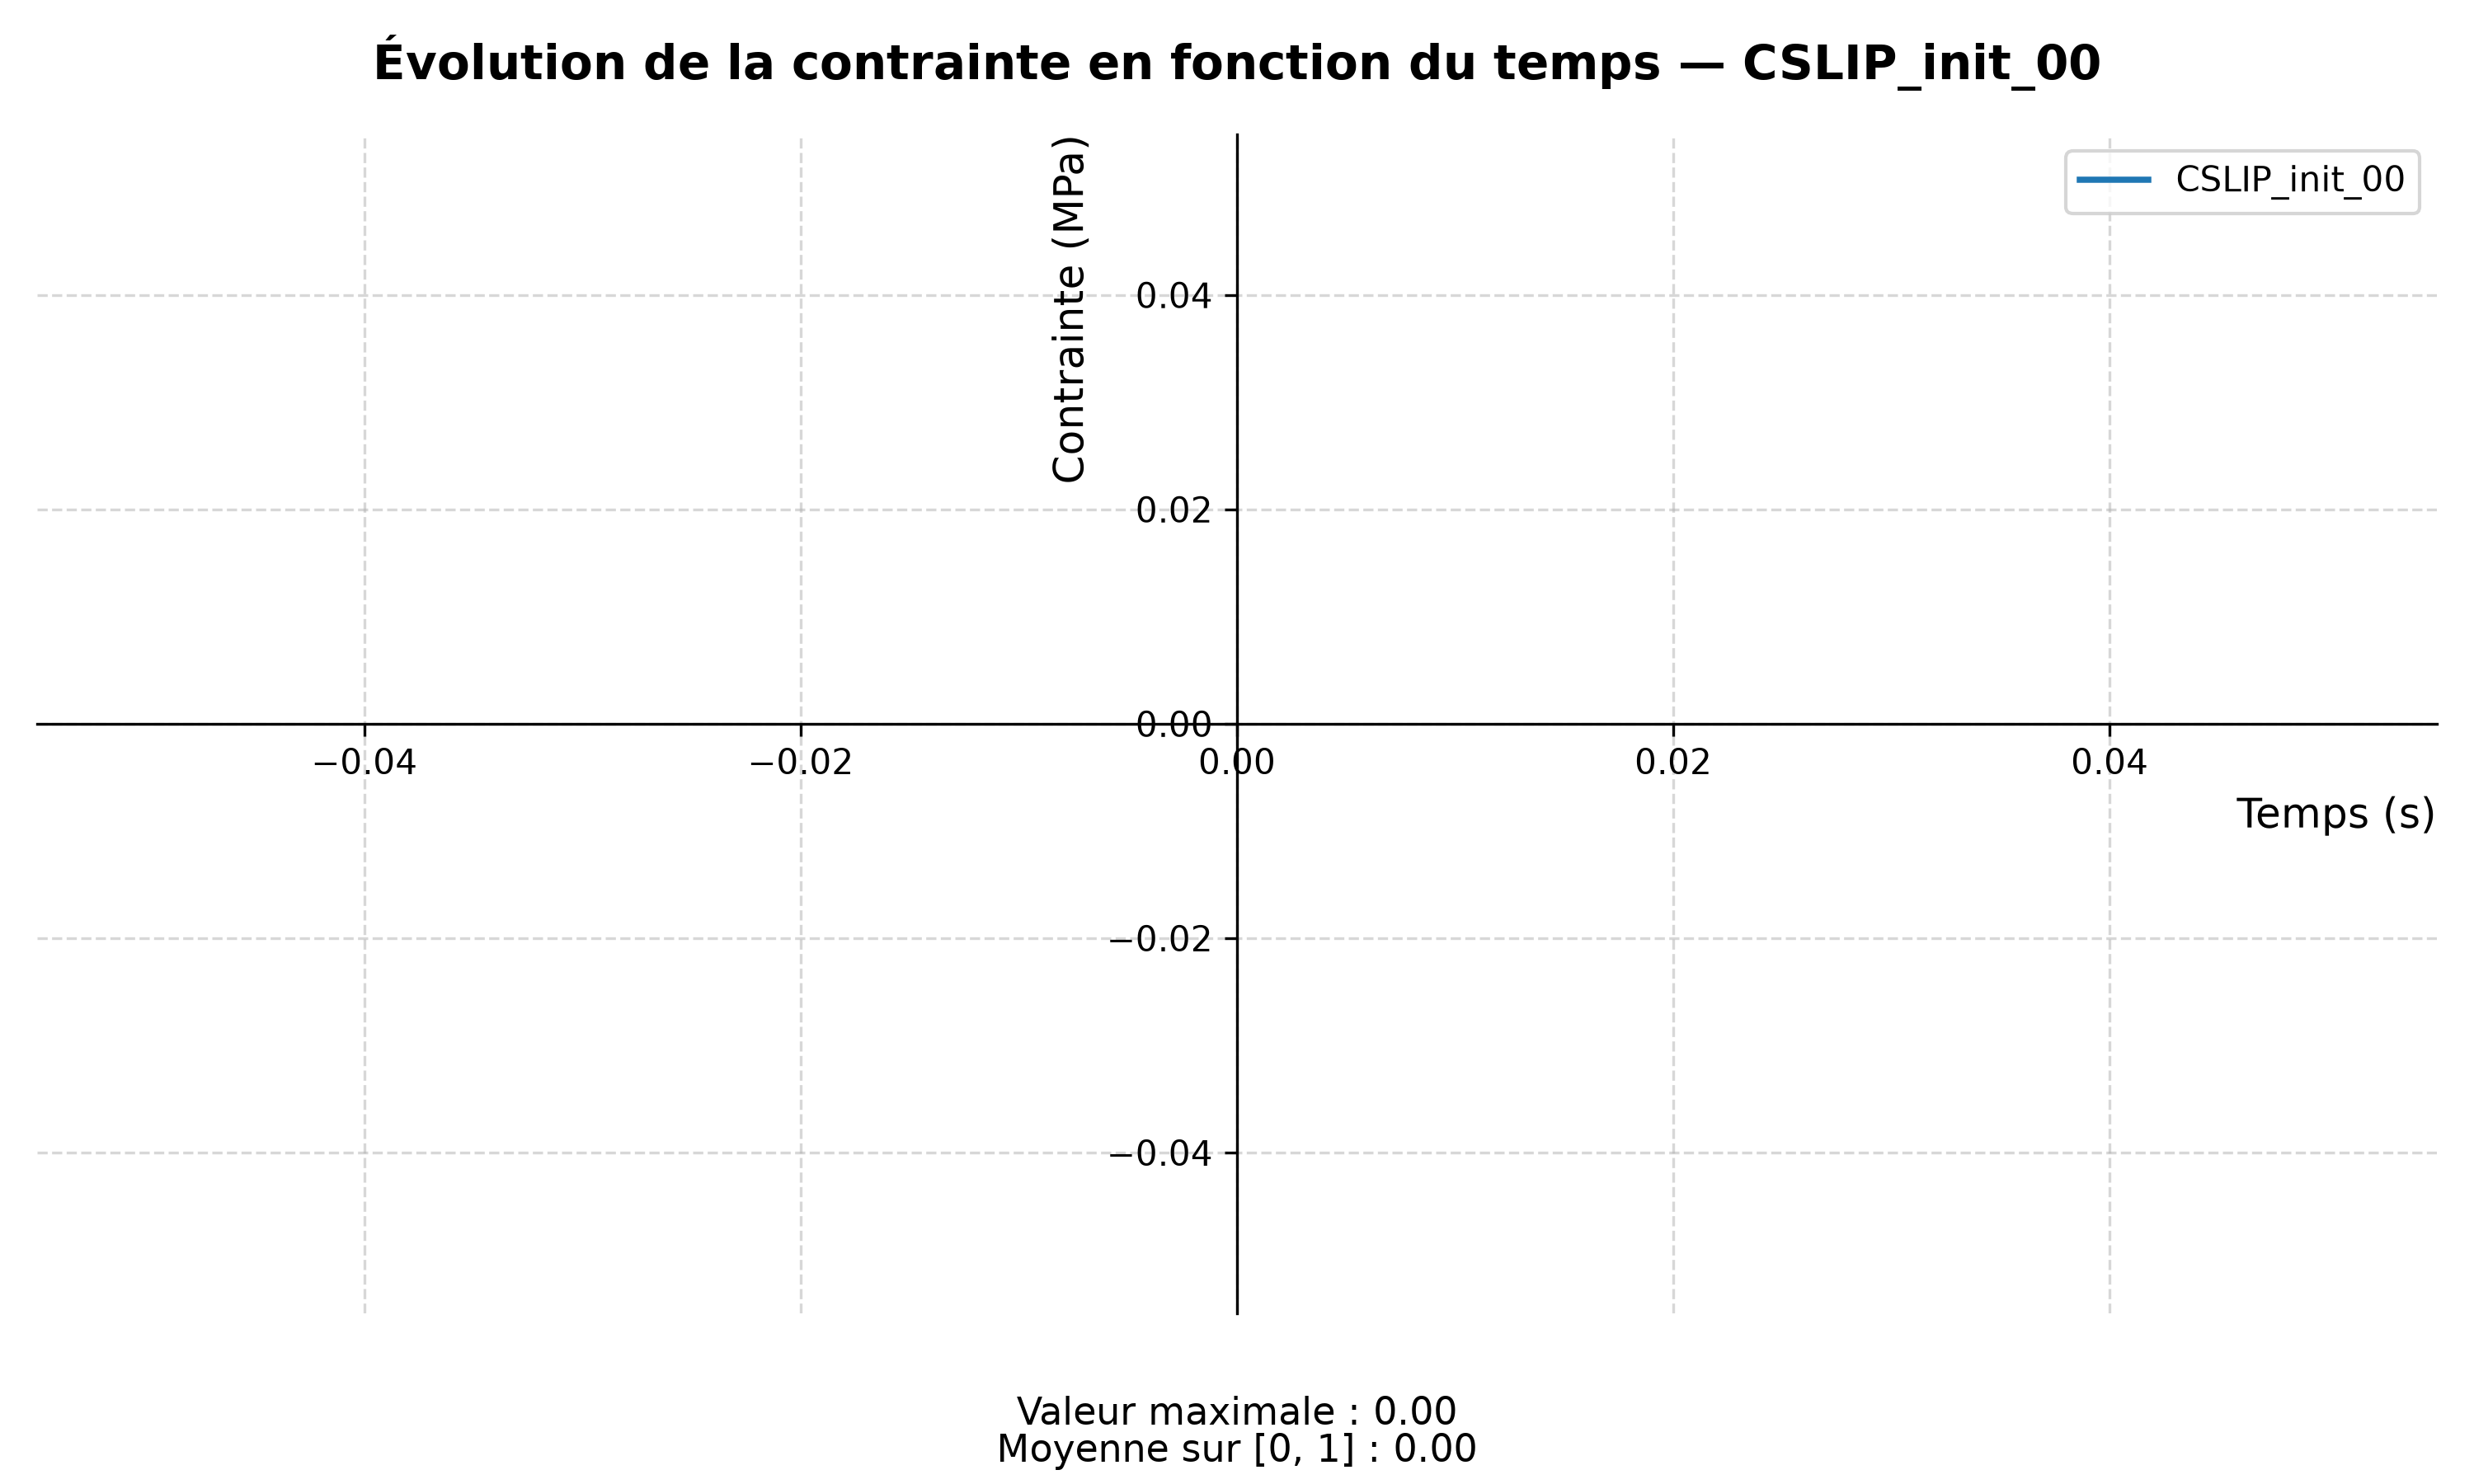 Évolution de la contrainte en fonction du temps — CSLIP_init_00
Contrainte (MPa)
CSLIP_init_00
0.04
0.02
0.00
−0.04
−0.02
0.00
0.02
0.04
Temps (s)
−0.02
−0.04
Valeur maximale : 0.00
Moyenne sur [0, 1] : 0.00